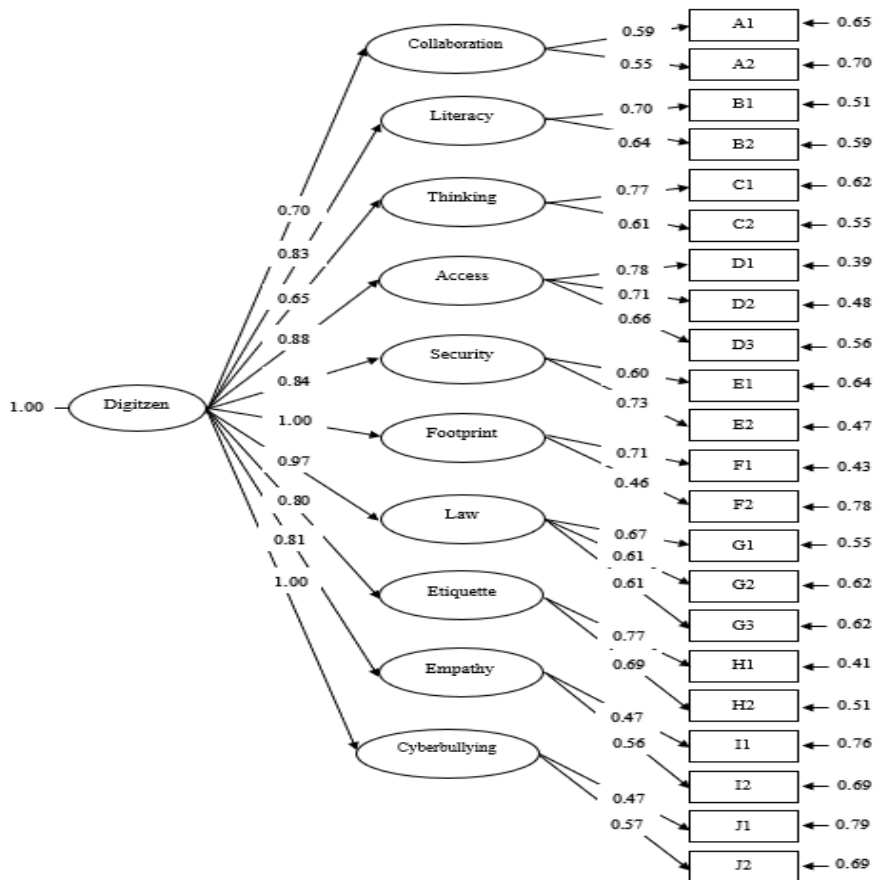 Collaboration
0.59
A1
0.65
0.55
A2
0.70
Literacy
0.70
B1
0.51
0.64
B2
0.59
Thinking
0.77
C1
0.62
0.61
C2
0.55
0.70
0.83
0.65
0.88
0.84
1.00
0.97
0.80
0.81
1.00
Access
0.78
D1
0.39
0.71
D2
0.48
0.66
D3
0.56
Security
0.60
E1
0.64
0.73
E2
0.47
1.00
Digitzen
Footprint
0.71
F1
0.43
0.46
F2
0.78
Law
0.67
G1
0.55
0.61
G2
0.62
0.61
G3
0.62
Etiquette
0.77
H1
0.41
0.69
H2
0.51
Empathy
0.47
I1
0.76
0.56
I2
0.69
Cyberbullying
0.47
J1
0.79
0.57
J2
0.69